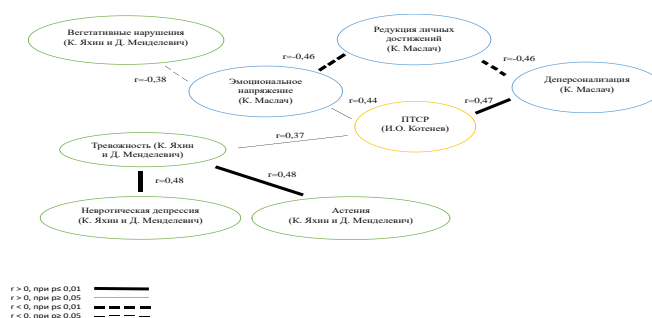 Вегетативные нарушения
(К. Яхин и Д. Менделевич)
Редукция личных
достижений
(К. Маслач)
r=-0,46
r=-0,46
r=-0,38
Эмоциональное
напряжение
(К. Маслач)
Деперсонализация
(К. Маслач)
r=0,44
r=0,47
ПТСР
(И.О. Котенев)
r=0,37
Тревожность (К. Яхин
и Д. Менделевич)
r=0,48
r=0,48
Невротическая депрессия
(К. Яхин и Д. Менделевич)
Астения
(К. Яхин и Д. Менделевич)
r > 0, при p≤ 0,01
r > 0, при p≥ 0,05
r < 0, при p≤ 0,01
r < 0, при p≥ 0,05